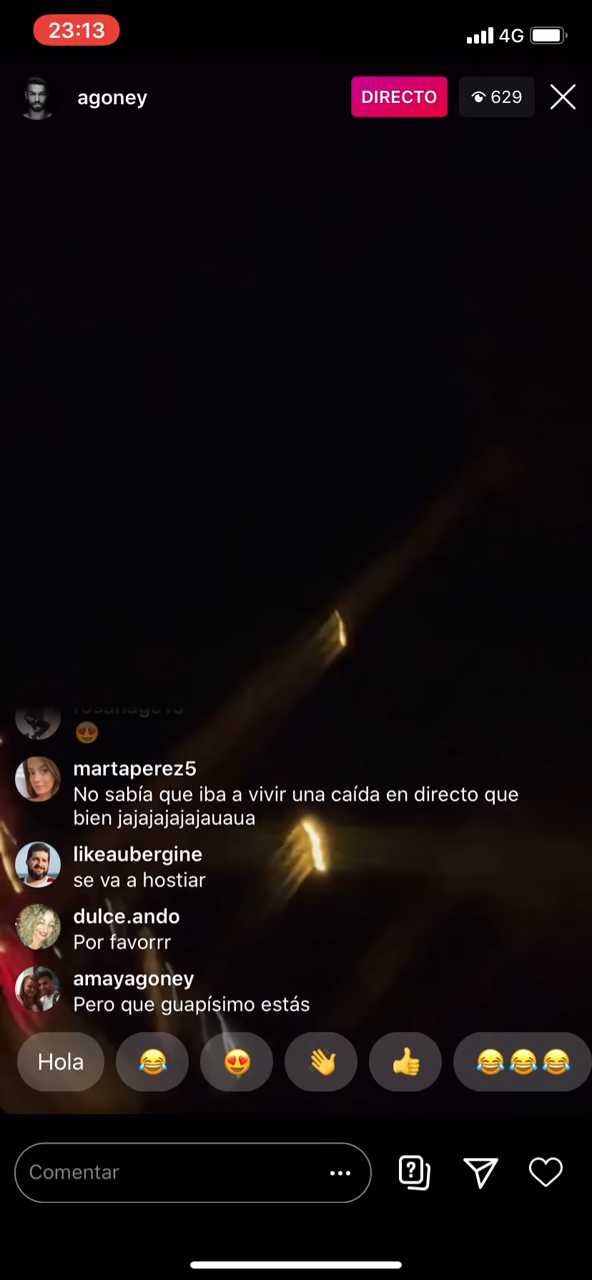 23:13
4G
agoney
DIRECTO
629
martaperez5
No sabía que iba a vivir una caída en directo que
bien jajajajajajauaua
likeaubergine
se va a hostiar
dulce.ando
Por favorrr
amayagoney
Pero que guapísimo estás
Hola
Comentar